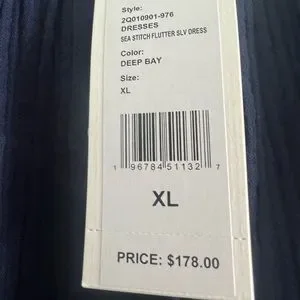 Style:
2Q010901-976
DRESSES
SEA STITCH FLUTTER SLV DRESS
Color:
DEEP BAY
Size:
XL
1 96784 51132 7
XL
PRICE: $178.00